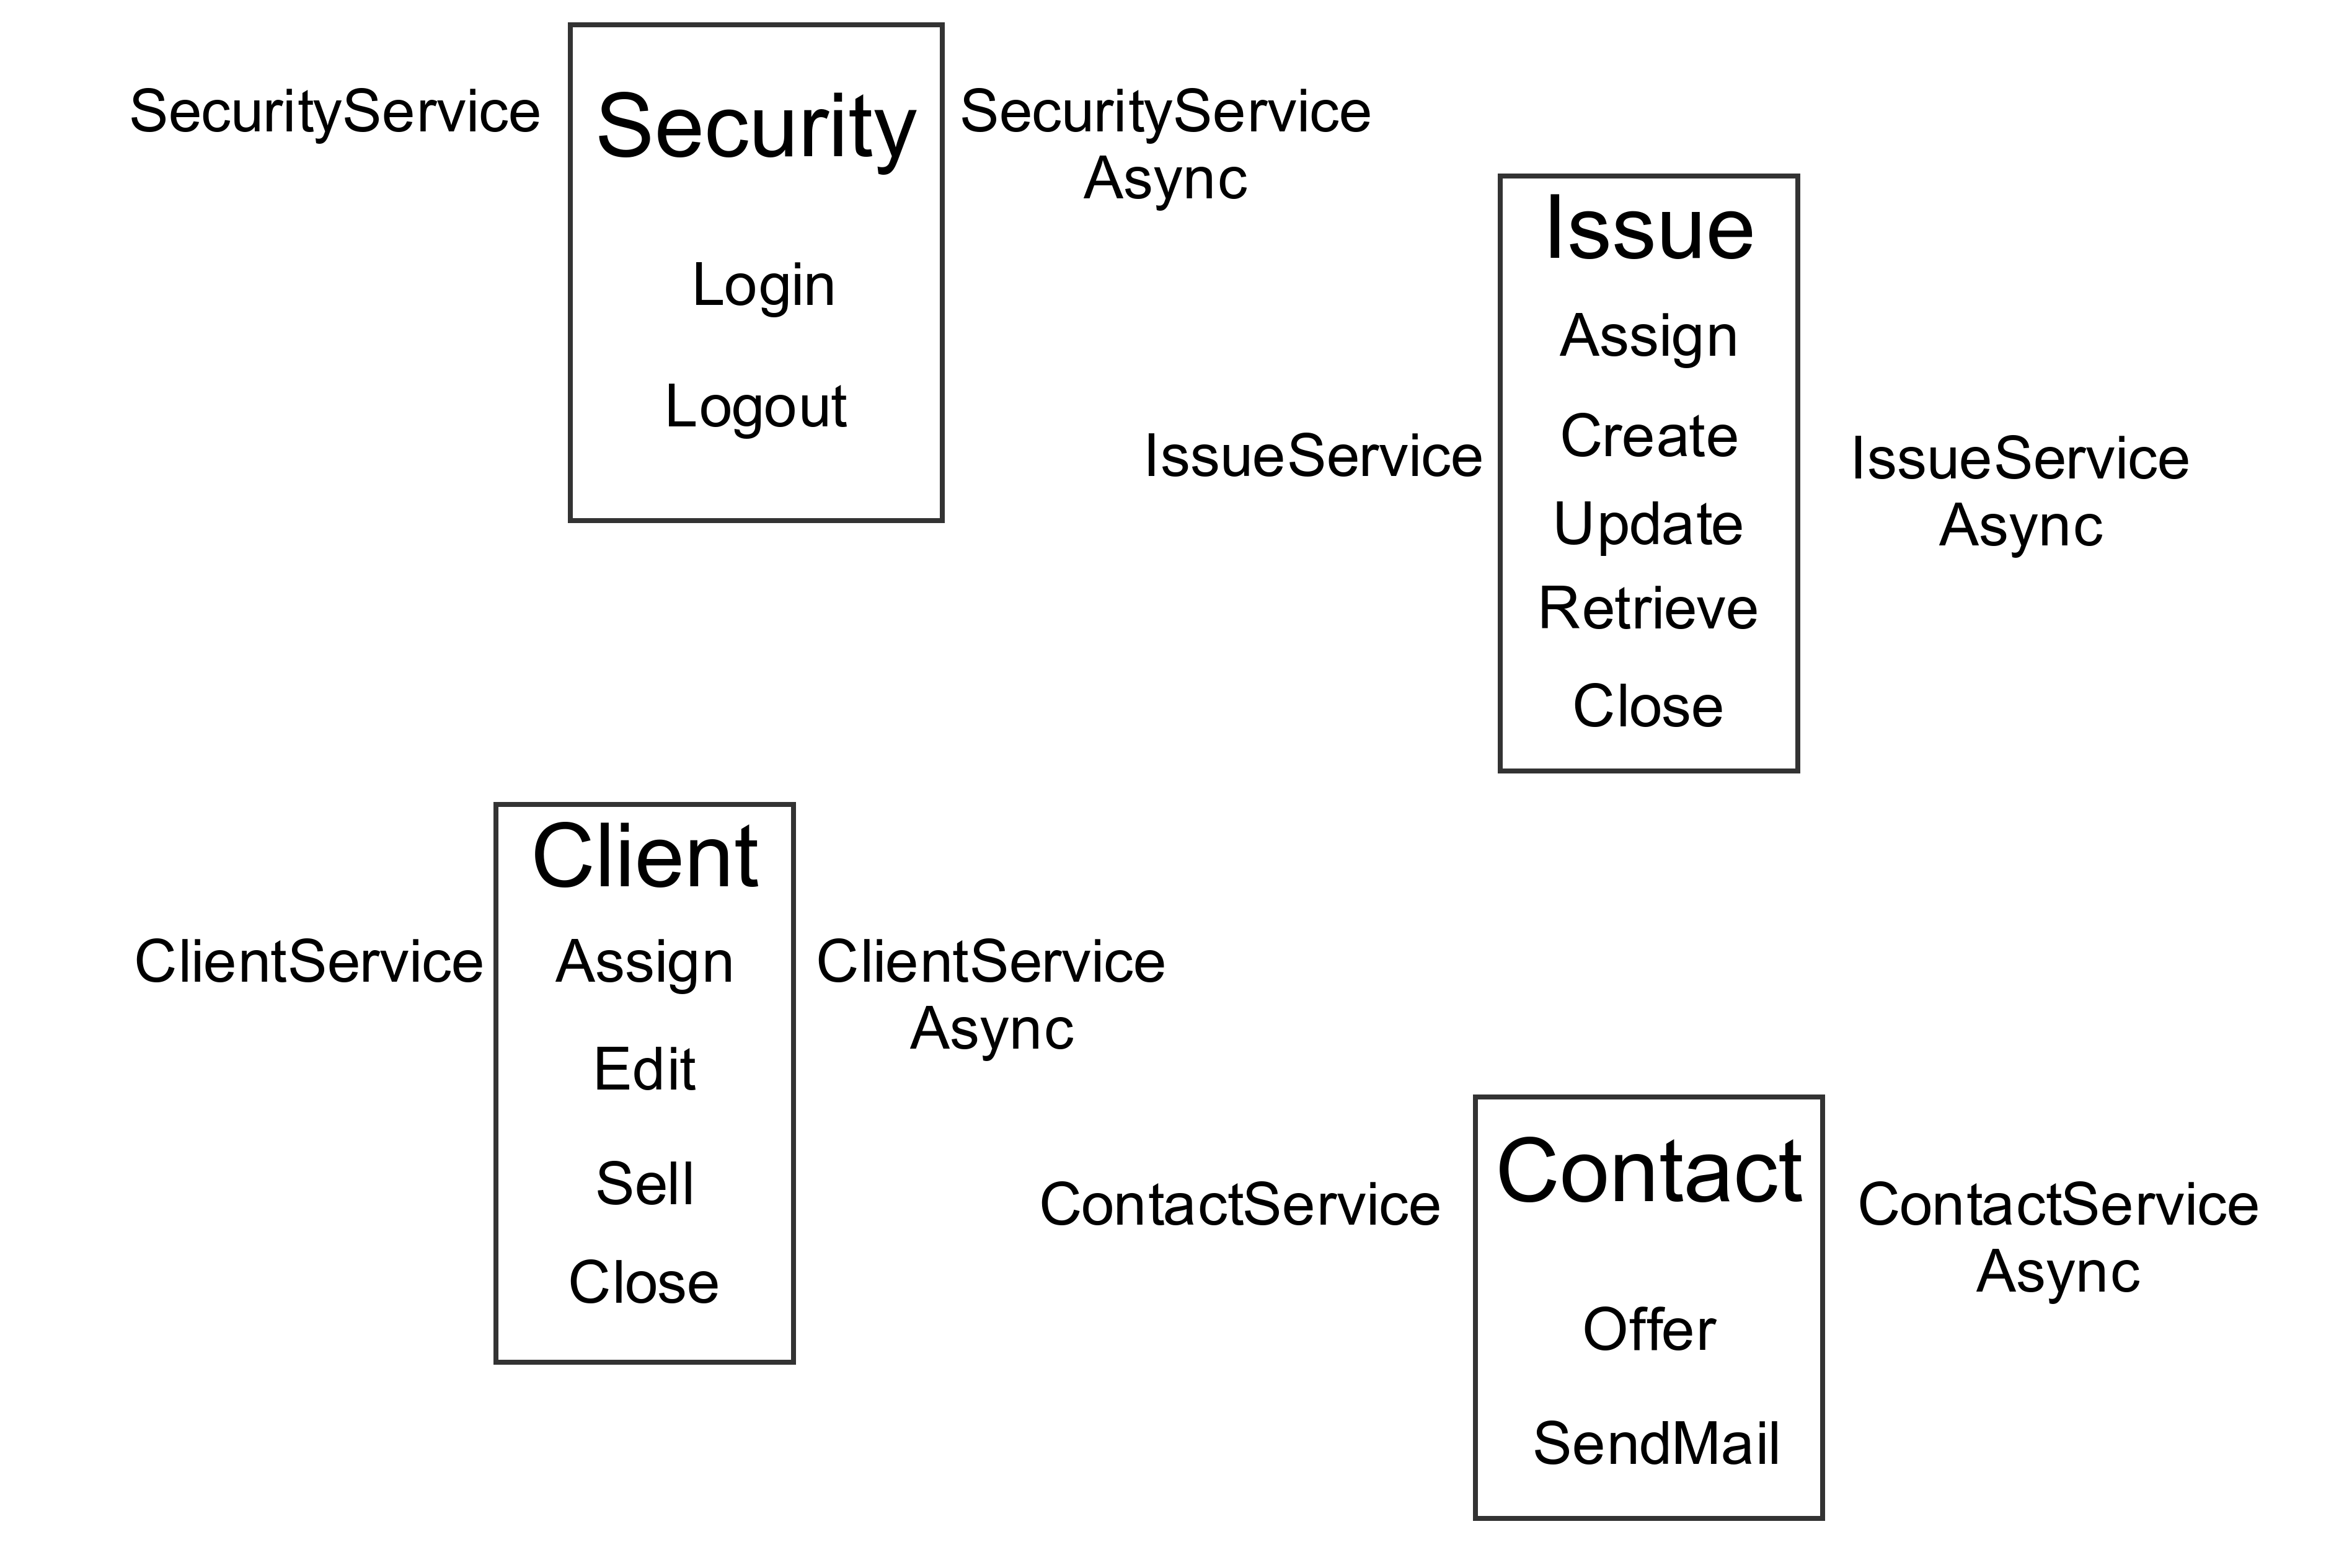 SecurityService
Security
Login
Logout
SecurityService
Async
IssueService
Issue
Assign
Create
Update
Retrieve
Close
IssueService
Async
ClientService
Client
Assign
Edit
Sell
Close
ClientService
Async
ContactService
Contact
Offer
SendMail
ContactService
Async